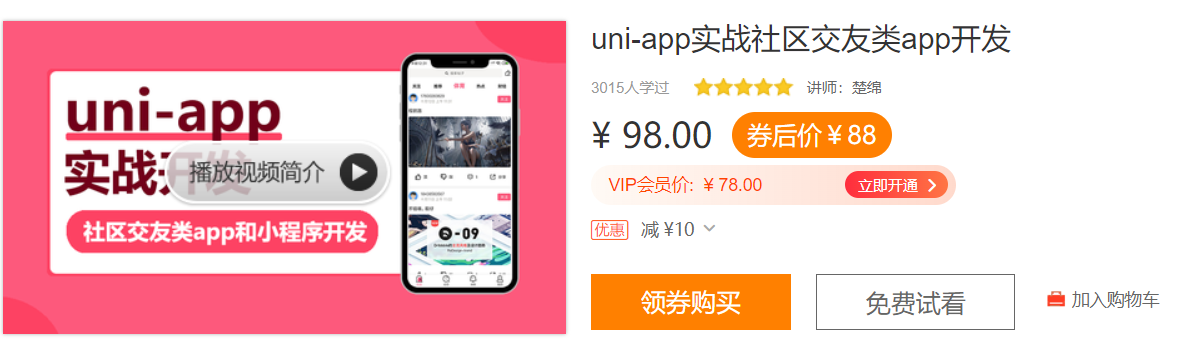 uni-app
实战开发
播放视频简介
社区交友类app和小程序开发
-09
uni-app实战社区交友类app开发
3015人学过
讲师：楚绵
¥ 98.00
券后价￥88
VIP会员价: ￥78.00
立即开通
优惠
减 ¥10
领券购买
免费试看
加入购物车